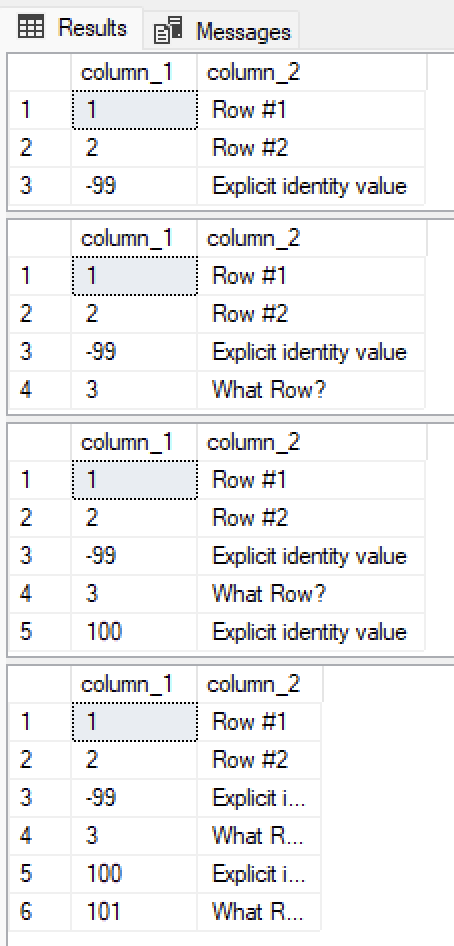 Results Messages
column_1 column_2
1 1 Row #1
2 2 Row #2
3 -99 Explicit identity value
column_1 column_2
1 1 Row #1
2 2 Row #2
3 -99 Explicit identity value
4 3 What Row?
column_1 column_2
1 1 Row #1
2 2 Row #2
3 -99 Explicit identity value
4 3 What Row?
5 100 Explicit identity value
column_1 column_2
1 1 Row #1
2 2 Row #2
3 -99 Explicit i...
4 3 What R...
5 100 Explicit i...
6 101 What R...